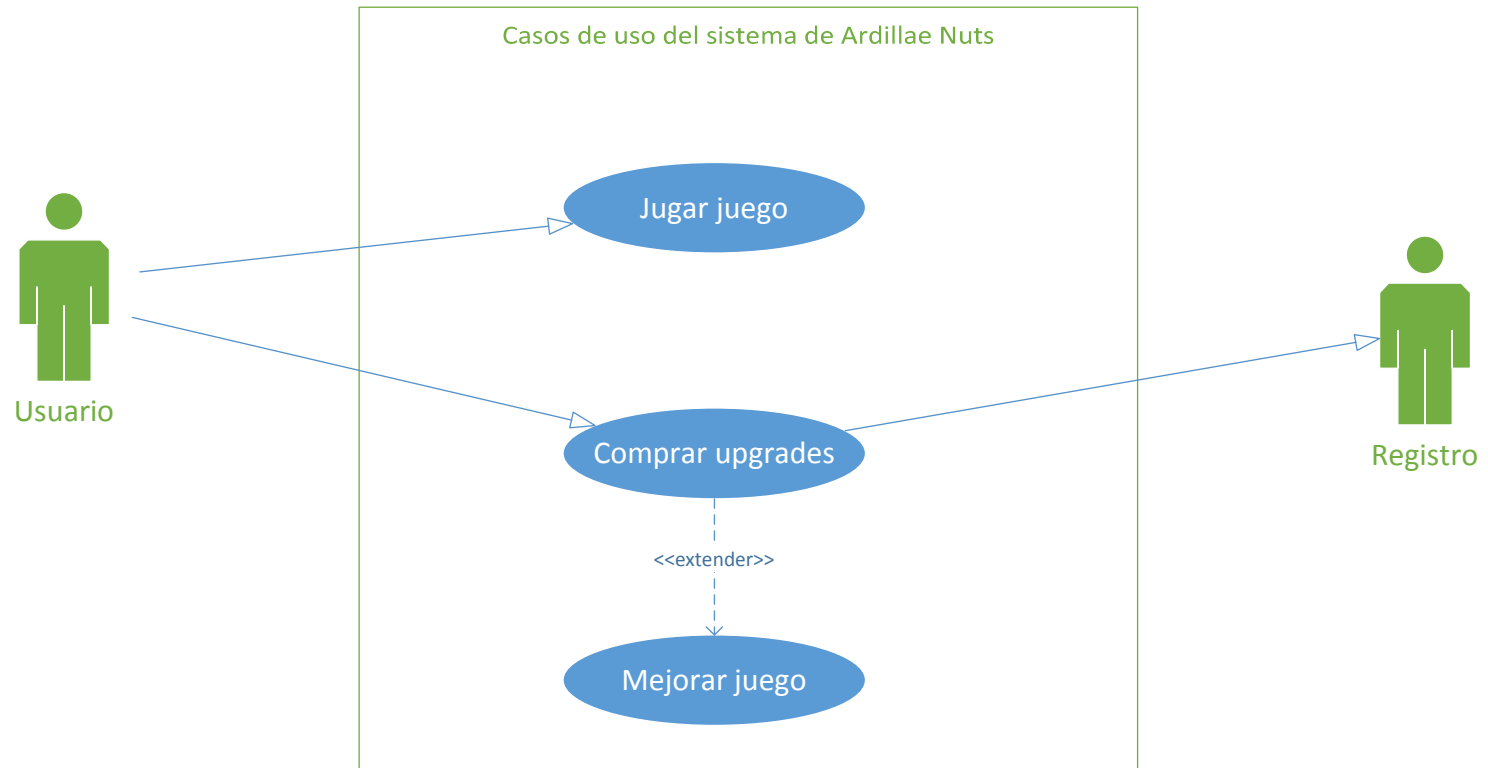 Casos de uso del sistema de Ardillae Nuts
Jugar juego
Usuario
Comprar upgrades
Registro
<<extender>>
Mejorar juego